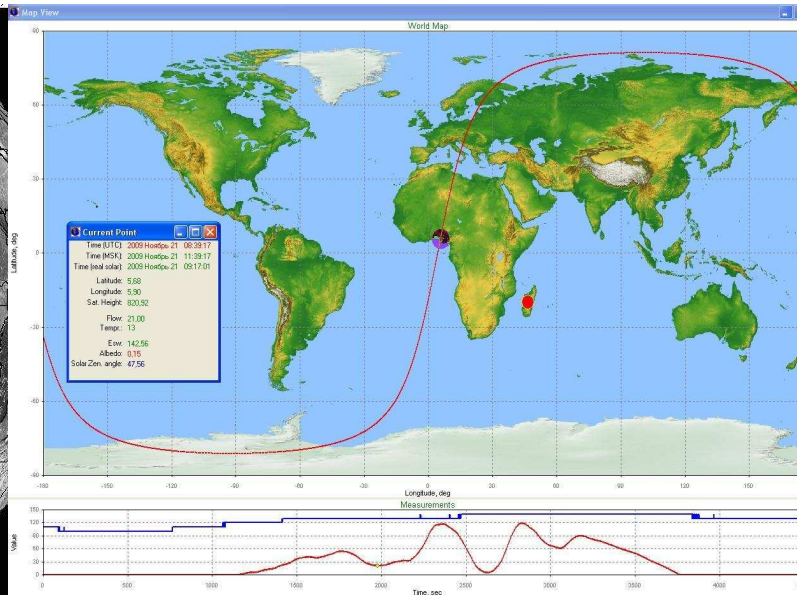 Map View
World Map
90
60
30
0
-30
-60
-90
Latitude, deg
-180 -150 -120 -90 -60 -30 0 30 60 90 120 150
Longitude, deg
Current Point
Time (UTC): 2009 Ноябрь 21 08:39:17
Time (MSK): 2009 Ноябрь 21 11:39:17
Time (real solar): 2009 Ноябрь 21 09:17:01
Latitude: 5,68
Longitude: 5,90
Sat. Height: 820,92
Flow: 21,00
Tempr.: 13
Esw: 142,56
Albedo: 0,15
Solar Zen. angle: 47,56
Measurements
150
120
90
60
30
0
Value
0 500 1000 1500 2000 2500 3000 3500 4000
Time, sec